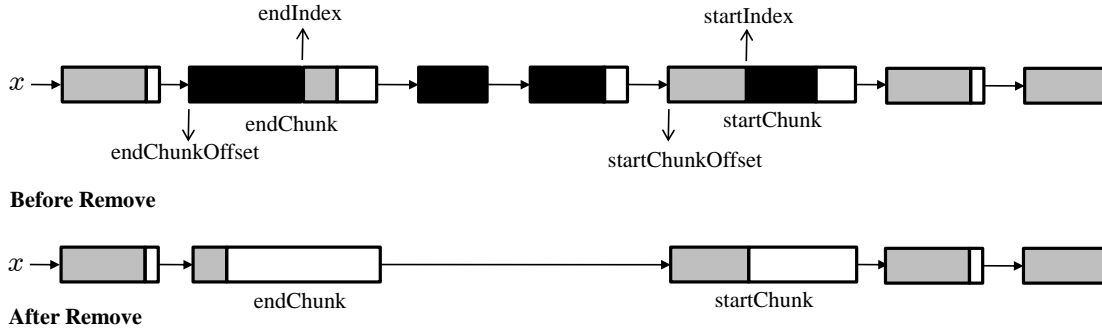 endIndex
startIndex
x
endChunk
startChunk
endChunkOffset
startChunkOffset
Before Remove
x
endChunk
startChunk
After Remove